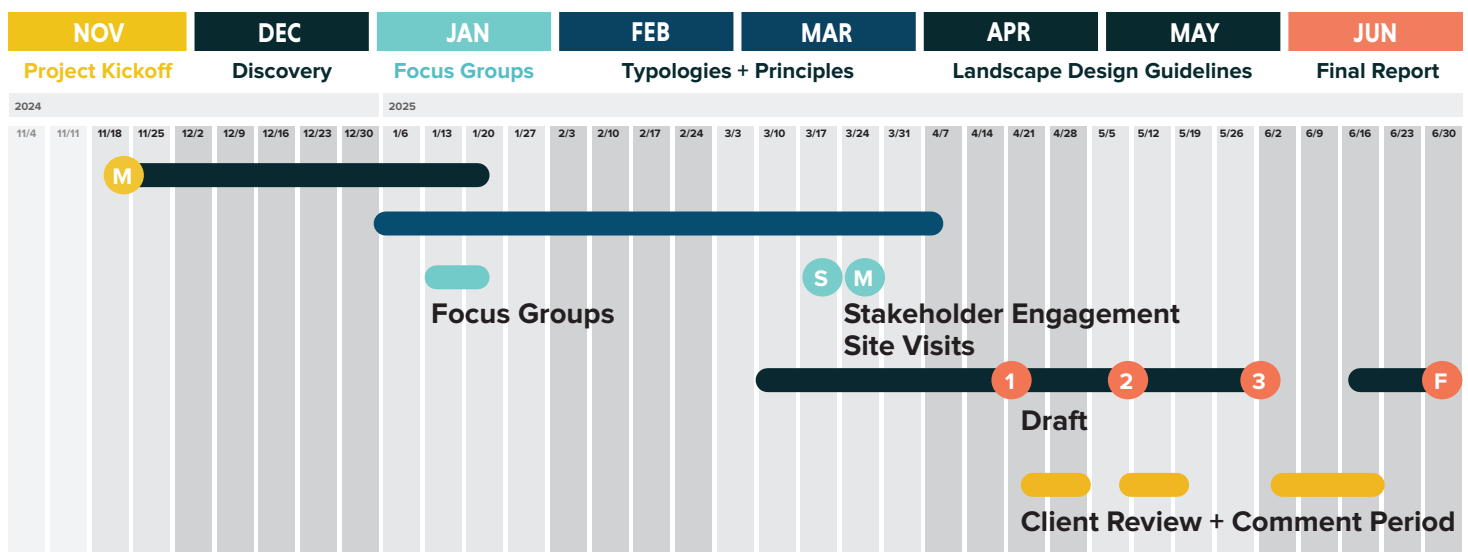 NOV DEC JAN FEB MAR APR MAY JUN
Project Kickoff Discovery Focus Groups Typologies + Principles Landscape Design Guidelines Final Report
2024 2025
11/4 11/11 11/18 11/25 12/2 12/9 12/16 12/23 12/30 1/6 1/13 1/20 1/27 2/3 2/10 2/17 2/24 3/3 3/10 3/17 3/24 3/31 4/7 4/14 4/21 4/28 5/5 5/12 5/19 5/26 6/2 6/9 6/16 6/23 6/30
M
S M
Focus Groups
Stakeholder Engagement
Site Visits
1 2 3 F
Draft
Client Review + Comment Period